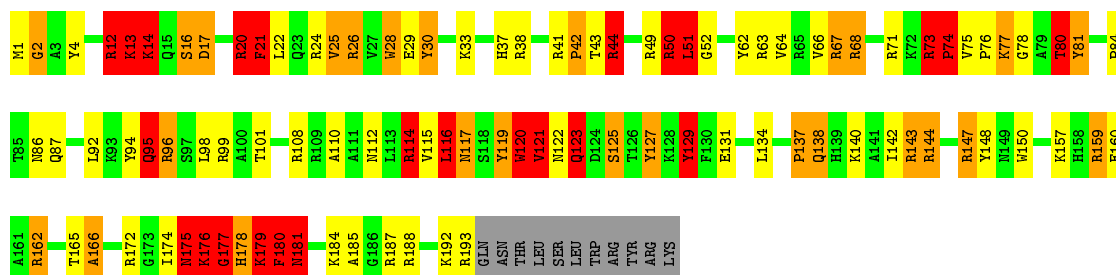 M1 G2 A3 Y4 R12 K13 K14 Q15 S16 D17 R20 F21 L22 Q23 R24 V25 R26 V27 W28 E29 Y30 K33 H37 R38 R41 P42 T43 R44 R49 R50 L51 G52 Y62 R63 V64 R65 V66 R67 R68 R71 K72 R73 P74 V75 P76 K77 G78 A79 T80 Y81
T85 N86 Q87 L92 K93 Y94 Q95 R96 S97 L98 R99 A100 T101 R108 R109 A110 A111 N112 L113 R114 V115 L116 N117 S118 Y119 W120 V121 N122 Q123 D124 S125 T126 Y127 K128 Y129 F130 E131 L134 P137 Q138 H139 K140 A141 I142 R143 R144 R147 Y148 N149 W150 K157 H158 R159
A161 R162 T165 A166 R172 G173 I174 N175 K176 G177 H178 K179 F180 N181 K184 A185 G186 R187 R188 K192 R193 GLN ASN THR LEU SER LEU TRP TYR ARG LYS